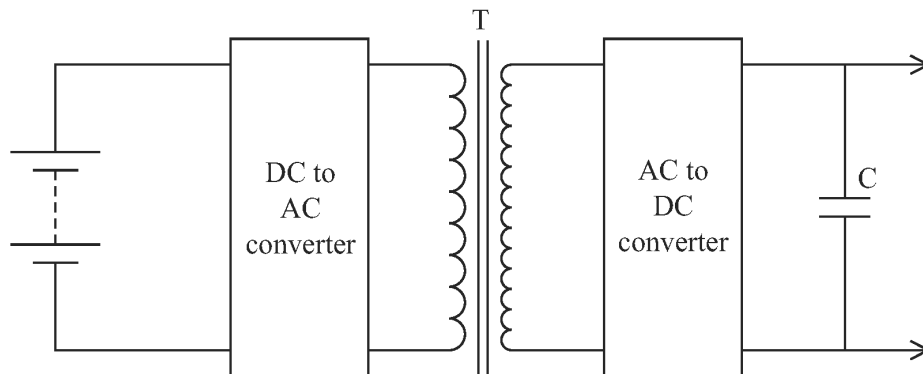 T
DC to
AC
converter
AC to
DC
converter
C